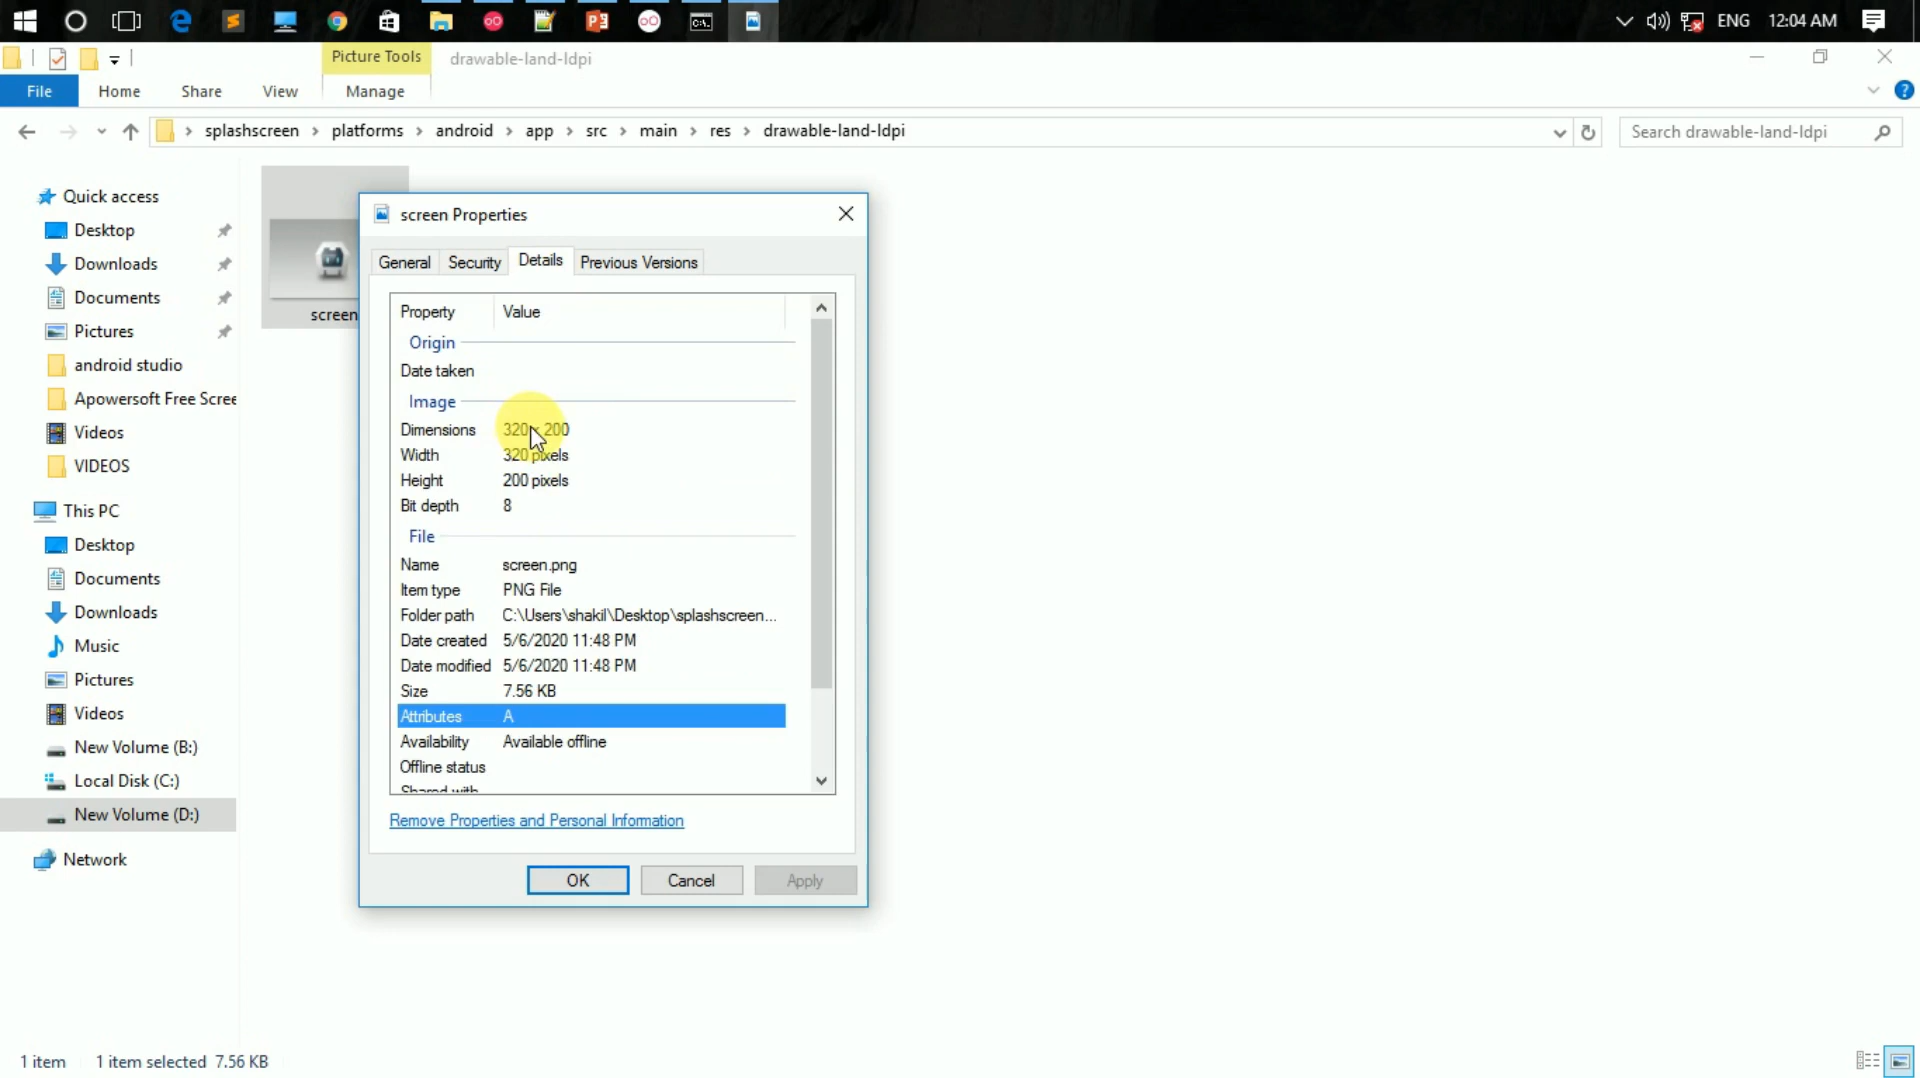 ENG 12:04 AM
Picture Tools drawable-land-ldpi
File Home Share View Manage
splashscreen › platforms › android › app › src › main › res › drawable-land-ldpi
Search drawable-land-ldpi
Quick access
Desktop
Downloads
Documents
Pictures
android studio
Apowersoft Free Scree
Videos
VIDEOS
This PC
Desktop
Documents
Downloads
Music
Pictures
Videos
New Volume (B:)
Local Disk (C:)
New Volume (D:)
Network
screen
screen Properties
General Security Details Previous Versions
Property Value
Origin
Date taken
Image
Dimensions 320 x 200
Width 320 pixels
Height 200 pixels
Bit depth 8
File
Name screen.png
Item type PNG File
Folder path C:\Users\shakil\Desktop\splashscreen...
Date created 5/6/2020 11:48 PM
Date modified 5/6/2020 11:48 PM
Size 7.56 KB
Attributes A
Availability Available offline
Offline status
Shared with
Remove Properties and Personal Information
OK Cancel Apply
1 item 1 item selected 7.56 KB